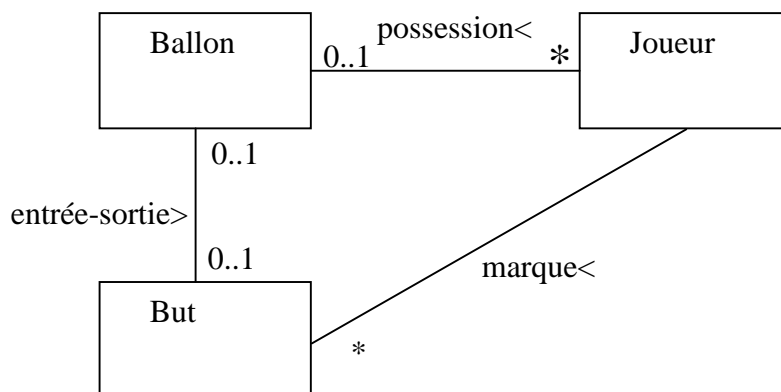 possession<
Ballon
Joueur
0..1
*
0..1
entrée-sortie>
0..1
marque<
But
*